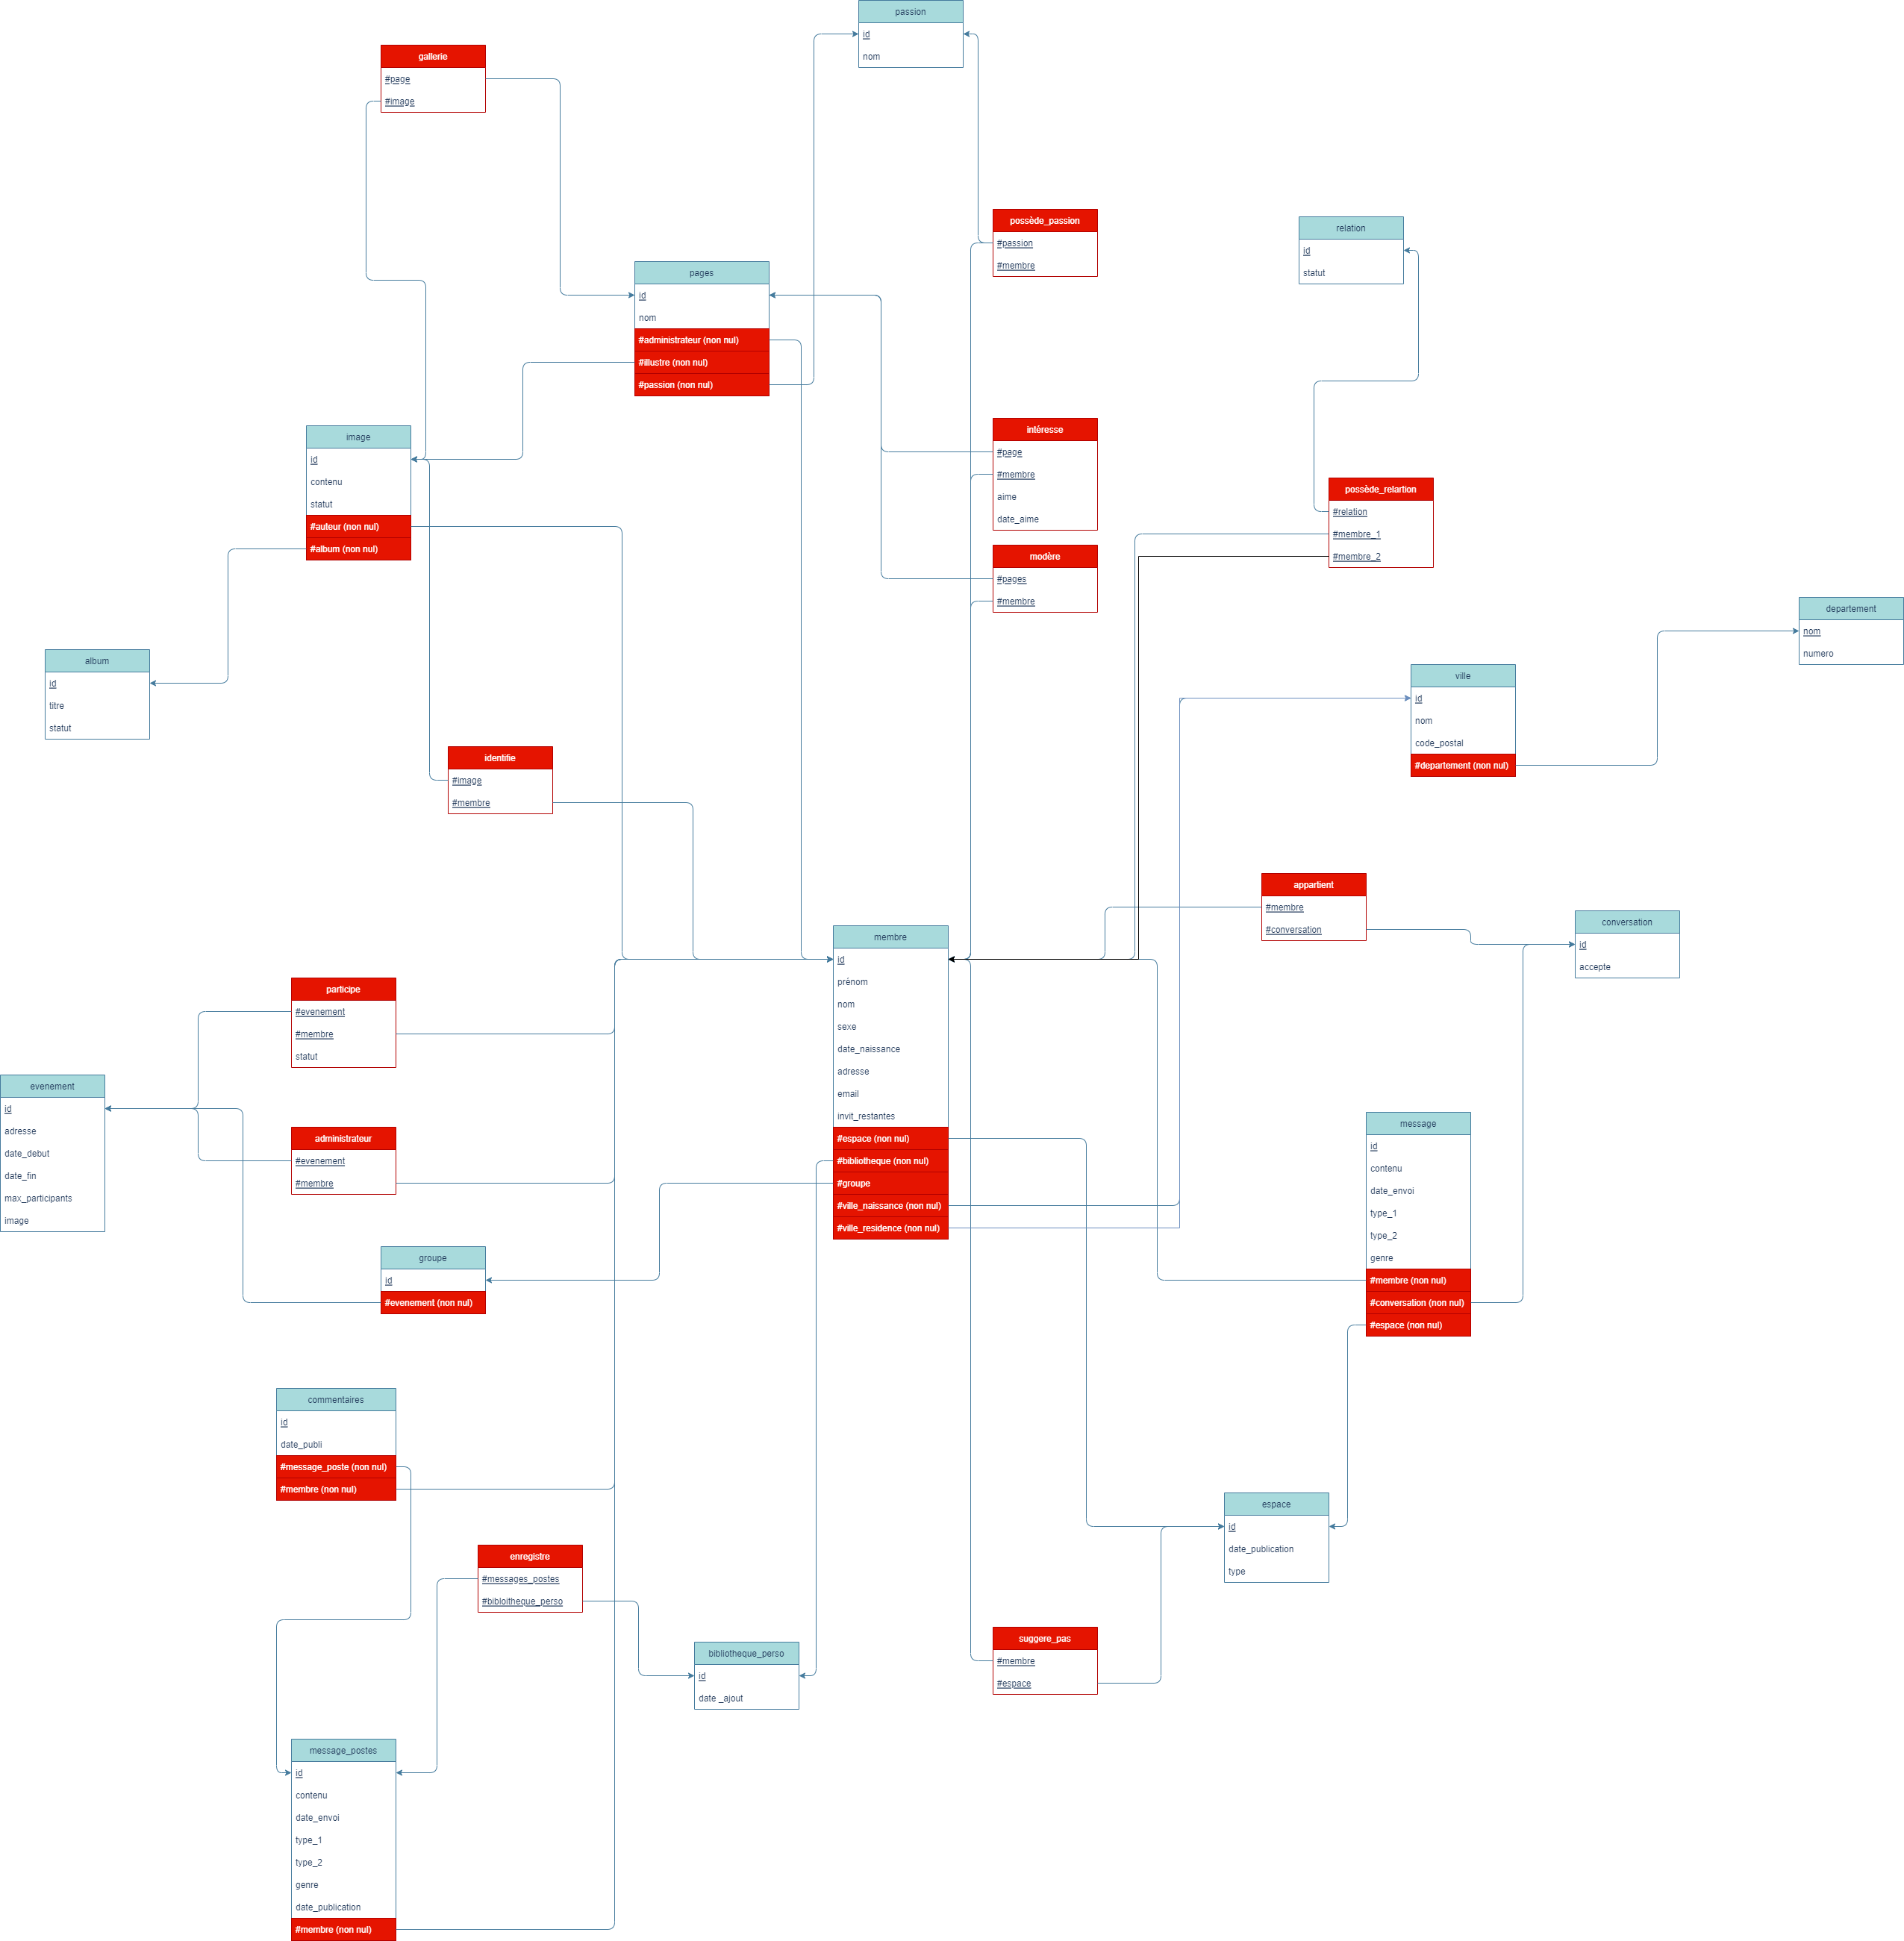 passion
id
nom
gallerie
#page
#image
possède_passion
#passion
#membre
relation
id
statut
pages
id
nom
#administrateur (non nul)
#illustre (non nul)
#passion (non nul)
image
id
contenu
statut
#auteur (non nul)
#album (non nul)
intéresse
#page
#membre
aime
date_aime
possède_relartion
#relation
#membre_1
#membre_2
modère
#pages
#membre
departement
nom
numero
album
id
titre
statut
ville
id
nom
code_postal
#departement (non nul)
identifie
#image
#membre
appartient
#membre
#conversation
conversation
id
accepte
membre
id
prénom
nom
sexe
date_naissance
adresse
email
invit_restantes
#espace (non nul)
#bibliotheque (non nul)
#groupe
#ville_naissance (non nul)
#ville_residence (non nul)
participe
#evenement
#membre
statut
evenement
id
adresse
date_debut
date_fin
max_participants
image
administrateur
#evenement
#membre
message
id
contenu
date_envoi
type_1
type_2
genre
#membre (non nul)
#conversation (non nul)
#espace (non nul)
groupe
id
#evenement (non nul)
commentaires
id
date_publi
#message_poste (non nul)
#membre (non nul)
espace
id
date_publication
type
enregistre
#messages_postes
#bibloitheque_perso
suggere_pas
#membre
#espace
bibliotheque_perso
id
date _ajout
message_postes
id
contenu
date_envoi
type_1
type_2
genre
date_publication
#membre (non nul)